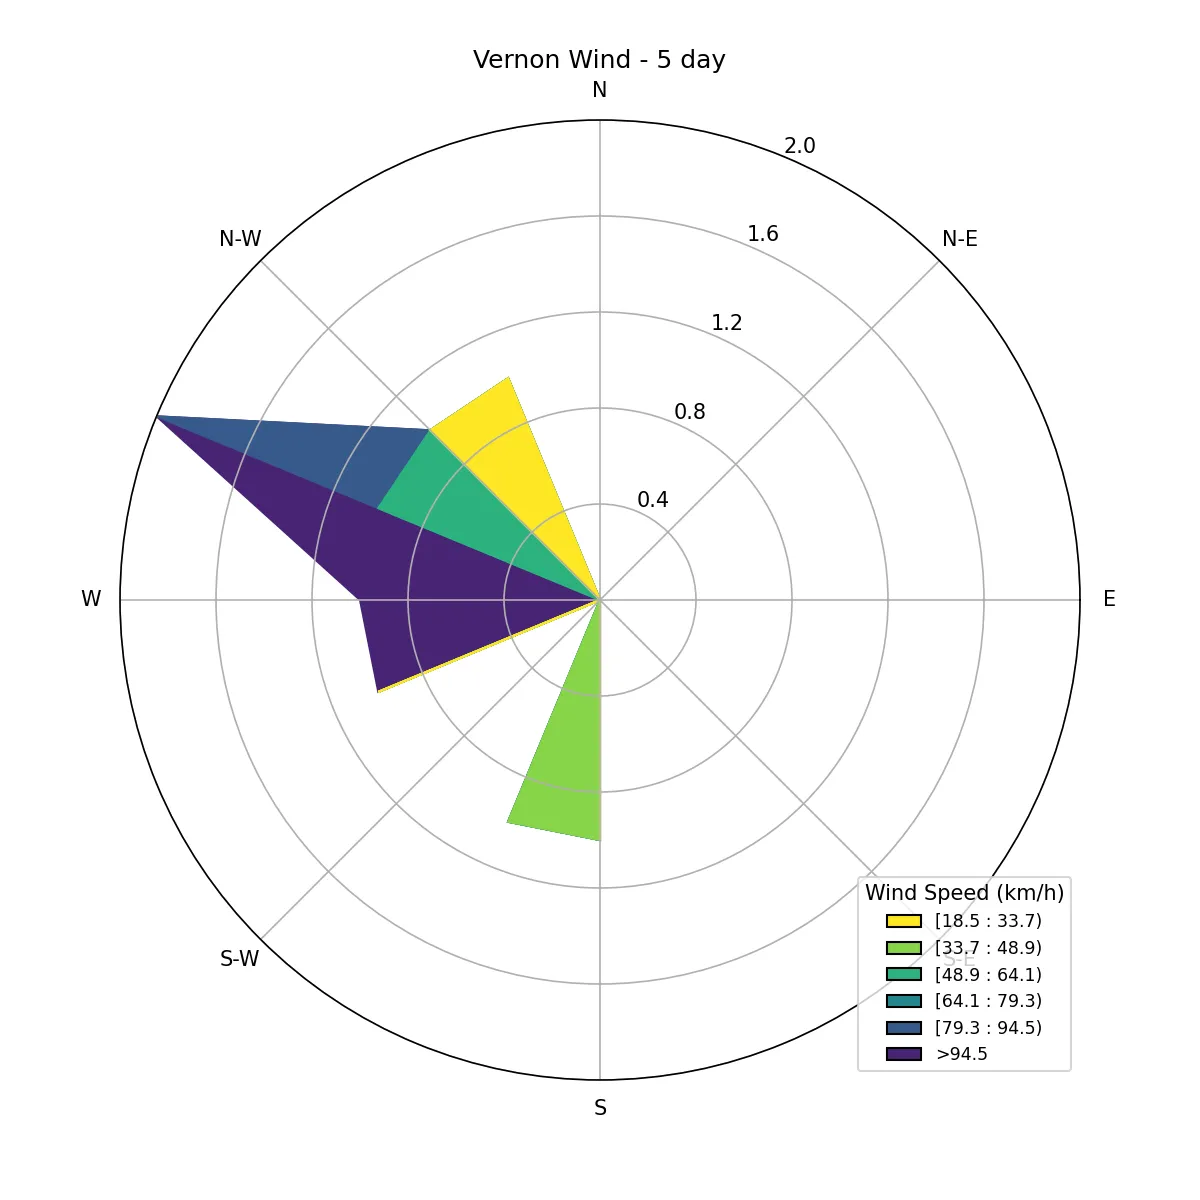 Vernon Wind - 5 day
N
2.0
1.6
N-W
N-E
1.2
0.8
0.4
W
E
S-W
S-E
Wind Speed (km/h)
[18.5 : 33.7)
[33.7 : 48.9)
[48.9 : 64.1)
[64.1 : 79.3)
[79.3 : 94.5)
>94.5
S